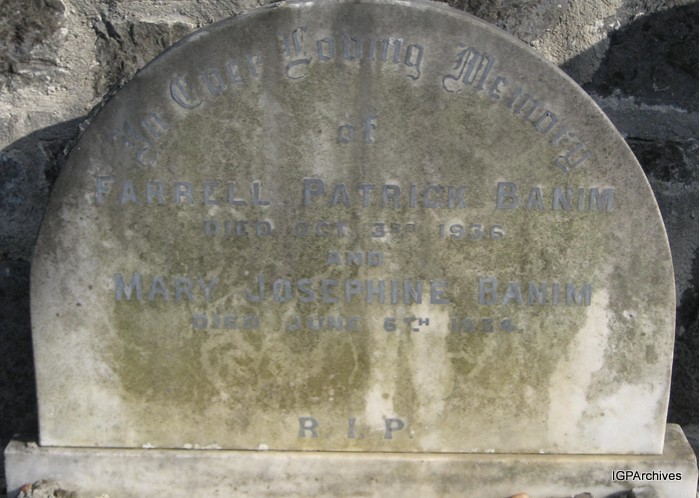 In Ever Loving Memory
of
FARRELL PATRICK BANIM
DIED OCT 3RD 1936
AND
MARY JOSEPHINE BANIM
DIED JUNE 6TH
R.I.P.
IGPArchives